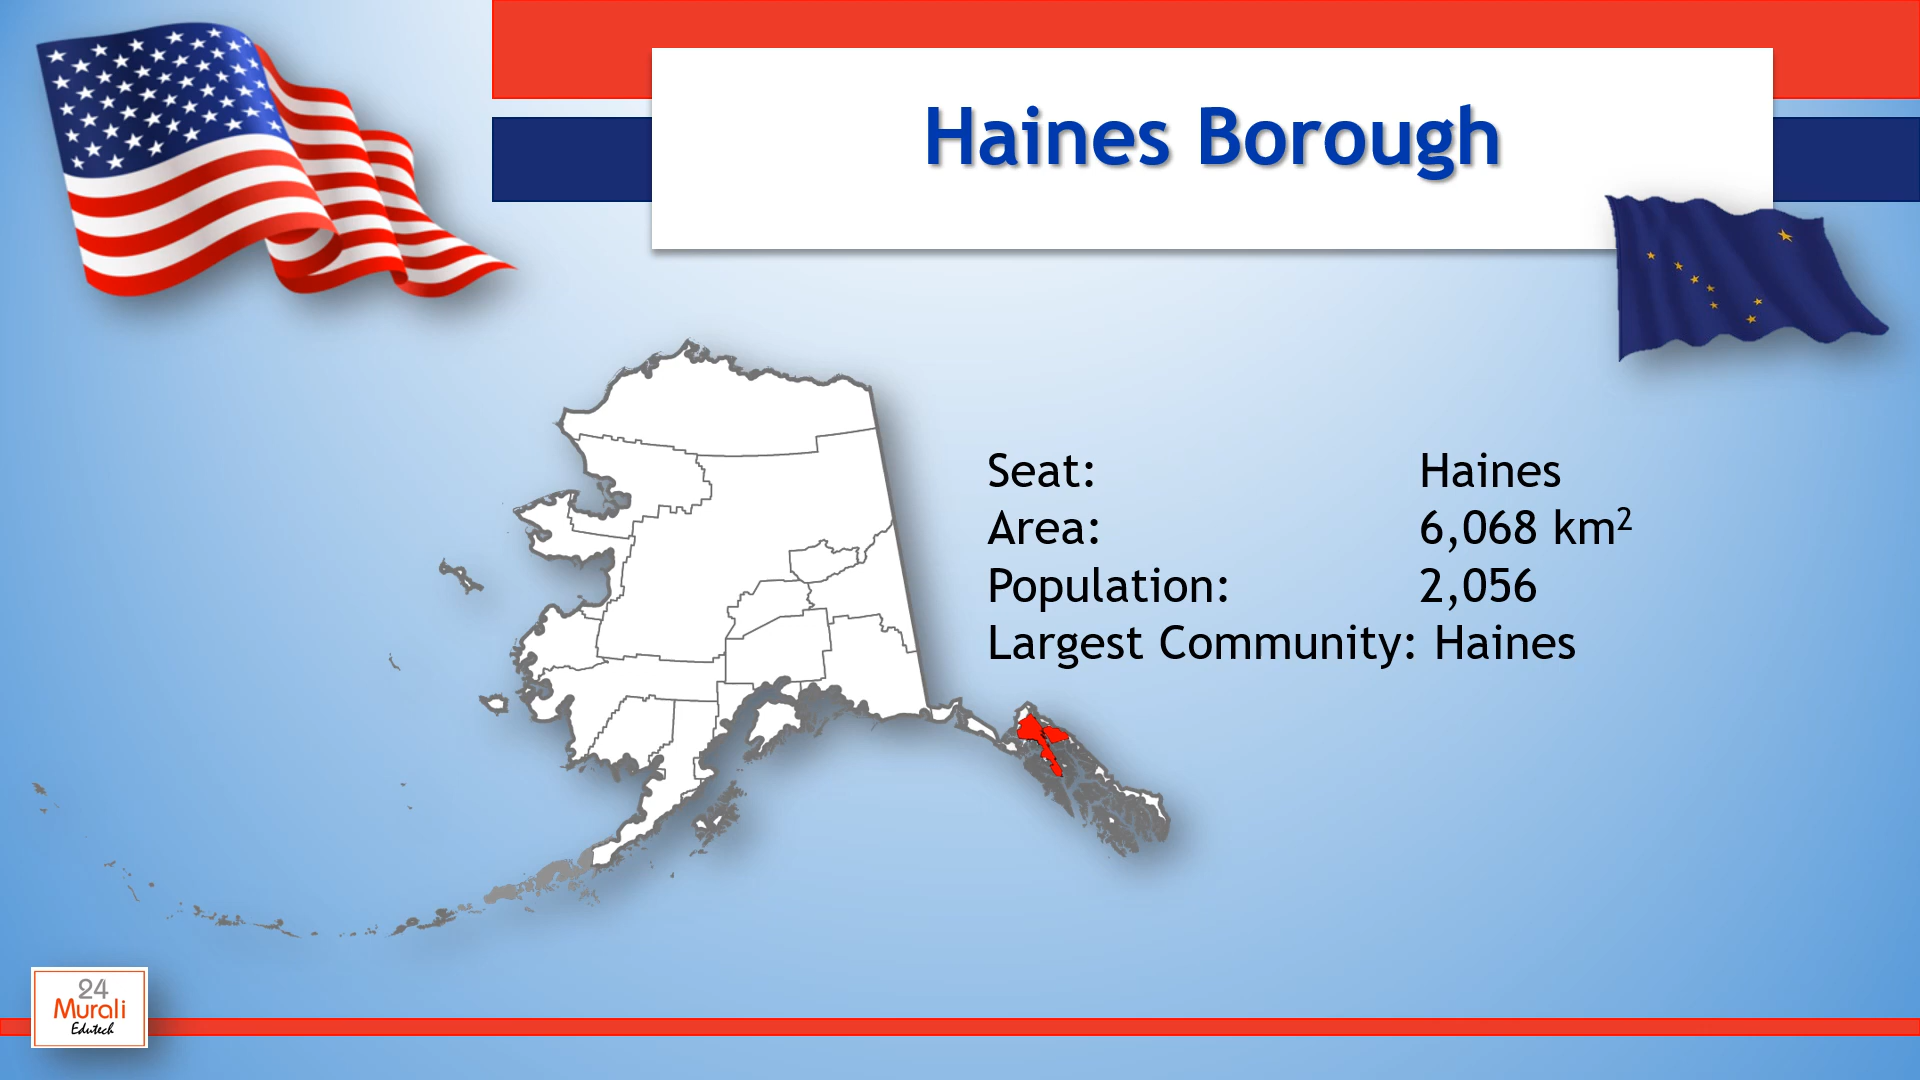 Haines Borough
Seat: Haines
Area: 6,068 km²
Population: 2,056
Largest Community: Haines
24
Murali
Edutech